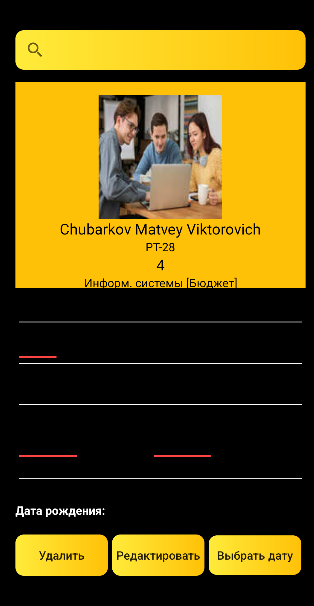 Chubarkov Matvey Viktorovich
PT-28
4
Информ. системы [Бюджет]
Дата рождения:
Удалить
Редактировать
Выбрать дату